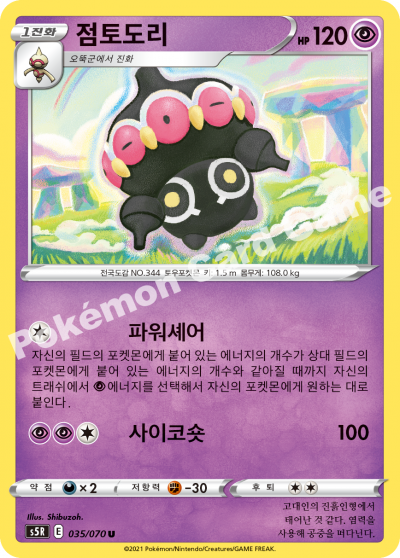 1진화
점토도리
HP 120
오뚝군에서 진화
전국도감 NO.344 토우포켓몬 키: 1.5 m 몸무게: 108.0 kg
Pokémon Card Game
파워셰어
자신의 필드의 포켓몬에게 붙어 있는 에너지의 개수가 상대 필드의
포켓몬에게 붙어 있는 에너지의 개수와 같아질 때까지 자신의
트래쉬에서 에너지를 선택해서 자신의 포켓몬에게 원하는 대로
붙인다.
사이코숏 100
약점 ×2 저항력 -30 후퇴
Illus. Shibuzoh.
s5R E 035/070 U
고대인의 진흙인형에서
태어난 것 같다. 염력을
사용해 공중을 떠다닌다.
©2021 Pokémon/Nintendo/Creatures/GAME FREAK.